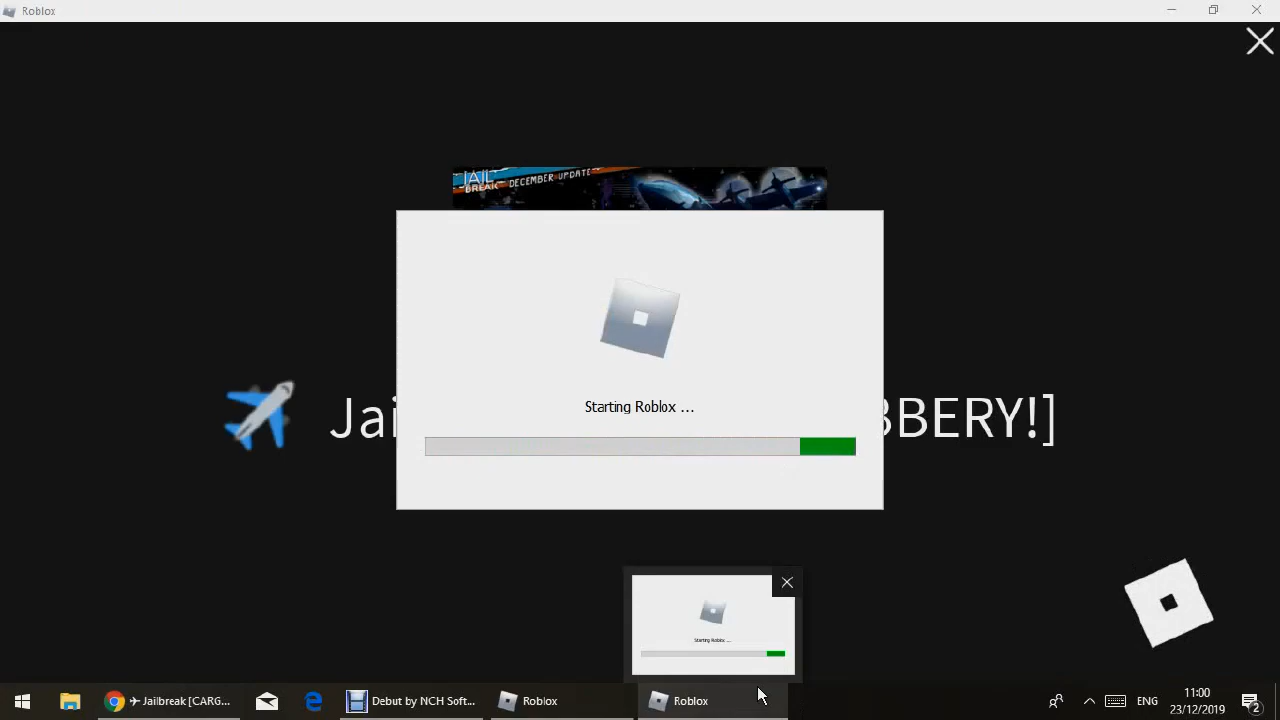 Roblox
JAIL
BREAK
DECEMBER UPDATE
Starting Roblox ...
Jai
BBERY!]
Starting Roblox ...
✈ Jailbreak [CARG...
Debut by NCH Soft...
Roblox
Roblox
ENG
11:00
23/12/2019
2